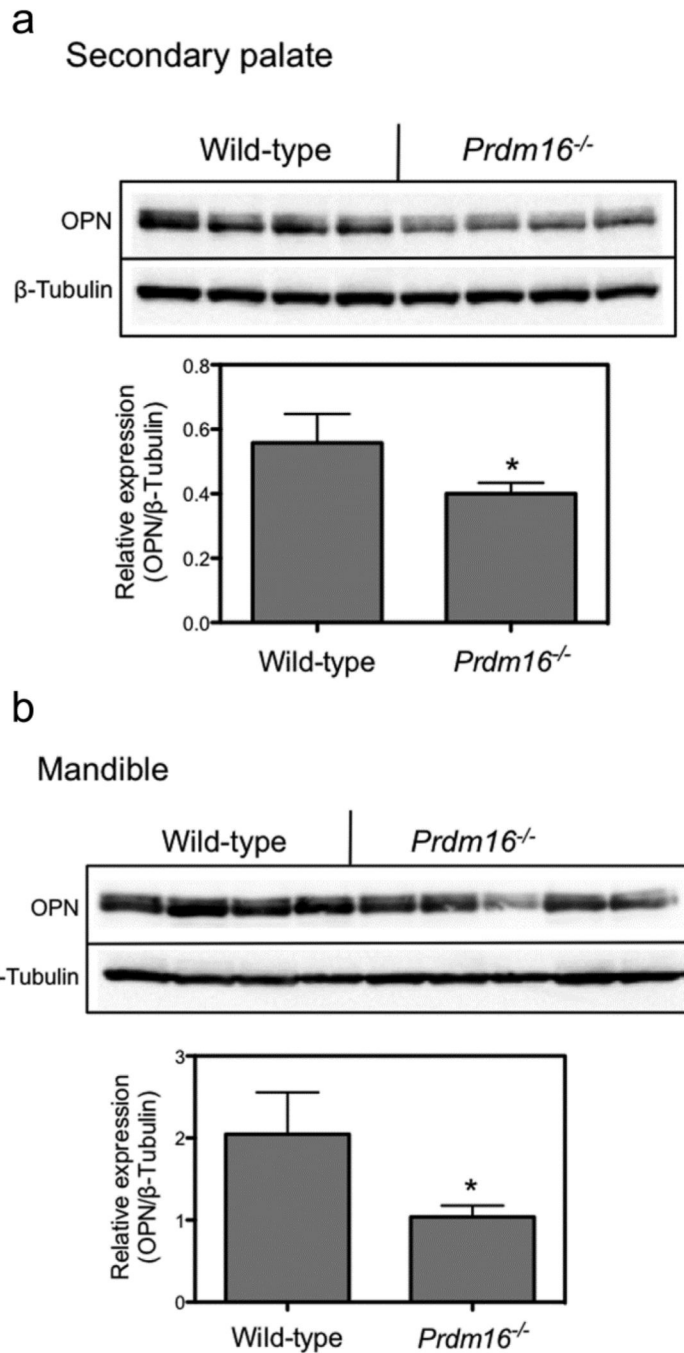 a
Secondary palate
Wild-type Prdm16-/-
OPN
β-Tubulin
Relative expression
(OPN/β-Tubulin)
0.8
0.6
0.4
0.2
0.0
*
Wild-type Prdm16-/-
b
Mandible
Wild-type Prdm16-/-
OPN
-Tubulin
Relative expression
(OPN/β-Tubulin)
3
2
1
0
*
Wild-type Prdm16-/-